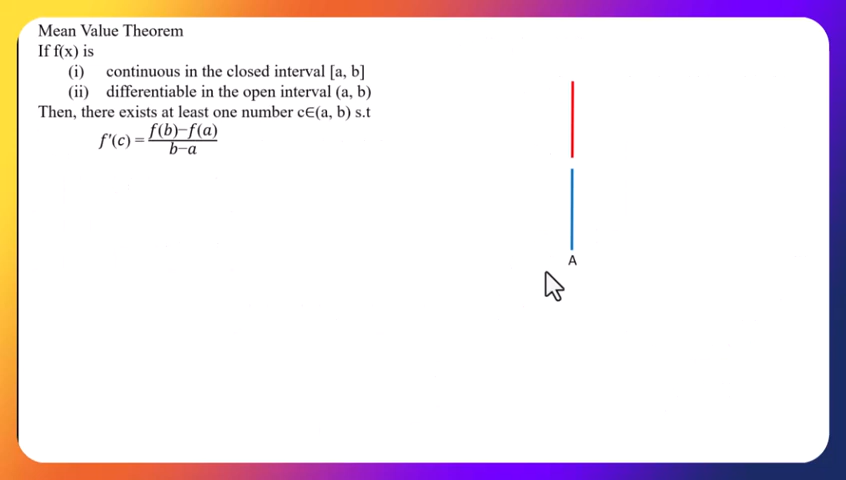 Mean Value Theorem
If f(x) is
(i) continuous in the closed interval [a, b]
(ii) differentiable in the open interval (a, b)
Then, there exists at least one number c∈(a, b) s.t
f′(c) = f(b)−f(a) / b−a
A